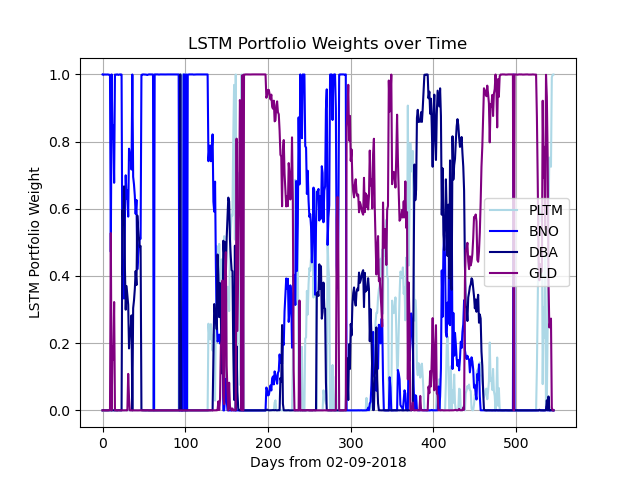 LSTM Portfolio Weights over Time
LSTM Portfolio Weight
1.0
0.8
0.6
0.4
0.2
0.0
PLTM
BNO
DBA
GLD
0 100 200 300 400 500
Days from 02-09-2018